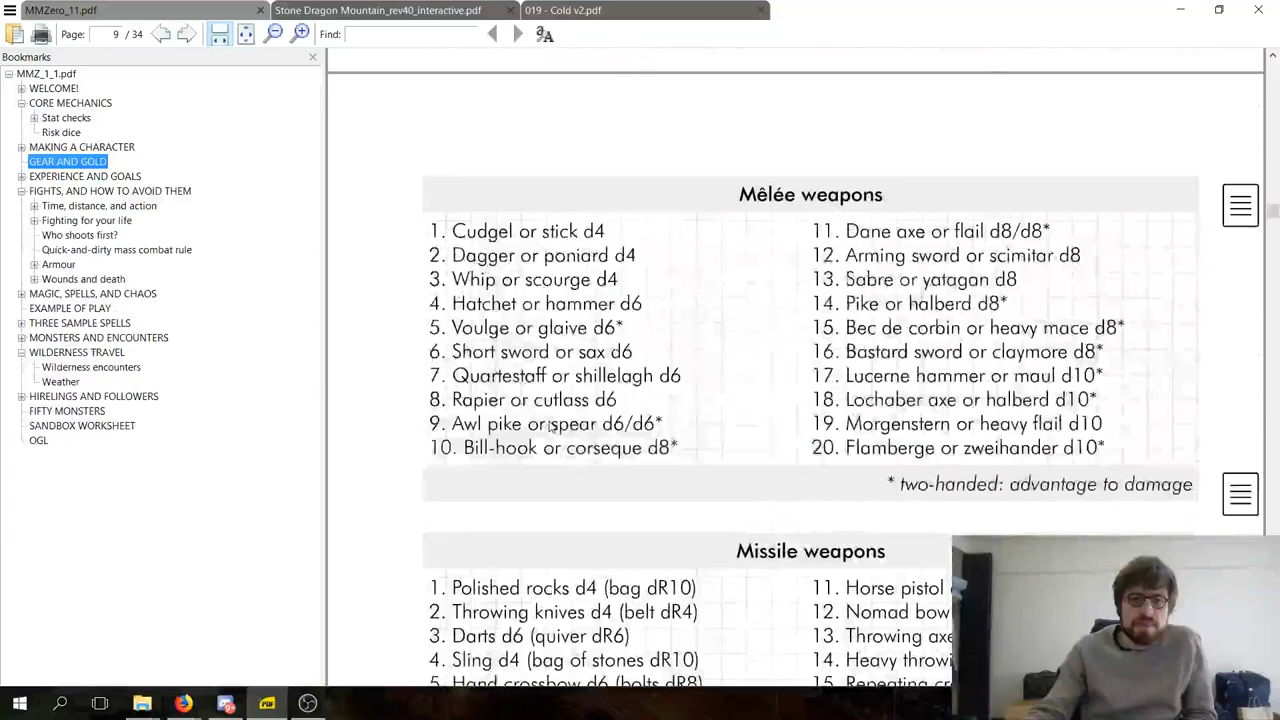 MMZero_11.pdf
Stone Dragon Mountain_rev40_interactive.pdf
019 - Cold v2.pdf
Page: 9 / 34
Find:
Bookmarks
MMZ_1_1.pdf
WELCOME!
CORE MECHANICS
Stat checks
Risk dice
MAKING A CHARACTER
GEAR AND GOLD
EXPERIENCE AND GOALS
FIGHTS, AND HOW TO AVOID THEM
Time, distance, and action
Fighting for your life
Who shoots first?
Quick-and-dirty mass combat rule
Armour
Wounds and death
MAGIC, SPELLS, AND CHAOS
EXAMPLE OF PLAY
THREE SAMPLE SPELLS
MONSTERS AND ENCOUNTERS
WILDERNESS TRAVEL
Wilderness encounters
Weather
HIRELINGS AND FOLLOWERS
FIFTY MONSTERS
SANDBOX WORKSHEET
OGL
Mêlée weapons
1. Cudgel or stick d4
2. Dagger or poniard d4
3. Whip or scourge d4
4. Hatchet or hammer d6
5. Voulge or glaive d6*
6. Short sword or sax d6
7. Quartestaff or shillelagh d6
8. Rapier or cutlass d6
9. Awl pike or spear d6/d6*
10. Bill-hook or corseque d8*
11. Dane axe or flail d8/d8*
12. Arming sword or scimitar d8
13. Sabre or yatagan d8
14. Pike or halberd d8*
15. Bec de corbin or heavy mace d8*
16. Bastard sword or claymore d8*
17. Lucerne hammer or maul d10*
18. Lochaber axe or halberd d10*
19. Morgenstern or heavy flail d10
20. Flamberge or zweihander d10*
* two-handed: advantage to damage
Missile weapons
1. Polished rocks d4 (bag dR10)
2. Throwing knives d4 (belt dR4)
3. Darts d6 (quiver dR6)
4. Sling d4 (bag of stones dR10)
5. Hand crossbow d6 (bolts dR8)
11. Horse pistol
12. Nomad bow
13. Throwing axe
14. Heavy
15. Repeating